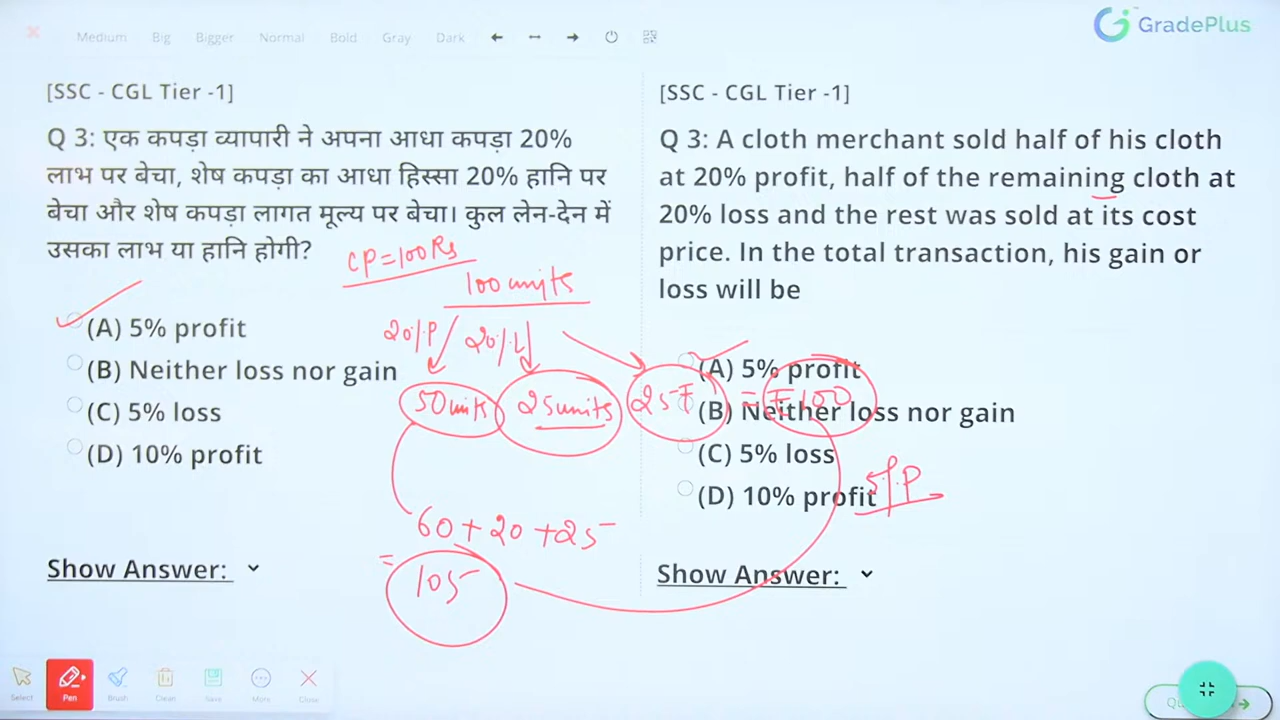 Medium Big Bigger Normal Bold Gray Dark
GradePlus
[SSC - CGL Tier -1]
Q 3: एक कपड़ा व्यापारी ने अपना आधा कपड़ा 20%
लाभ पर बेचा, शेष कपड़ा का आधा हिस्सा 20% हानि पर
बेचा और शेष कपड़ा लागत मूल्य पर बेचा। कुल लेन-देन में
उसका लाभ या हानि होगी?
CP=100Rs
100 units
(A) 5% profit
(B) Neither loss nor gain
(C) 5% loss
(D) 10% profit
20%P 20%L
50 units 25 units 25 ₹ = ₹ 100
60+20+25
= 105
Show Answer:
[SSC - CGL Tier -1]
Q 3: A cloth merchant sold half of his cloth
at 20% profit, half of the remaining cloth at
20% loss and the rest was sold at its cost
price. In the total transaction, his gain or
loss will be
(A) 5% profit
(B) Neither loss nor gain
(C) 5% loss
(D) 10% profit
5%P
Show Answer:
Select Pen Brush Clean Save More Close